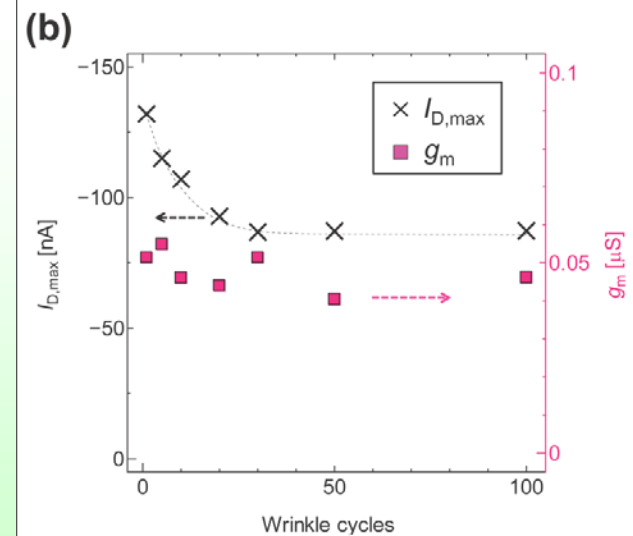 (b)
−150
−100
−50
0
I_D,max [nA]
I_D,max
g_m
0.1
0.05
0
g_m [μS]
0 50 100
Wrinkle cycles